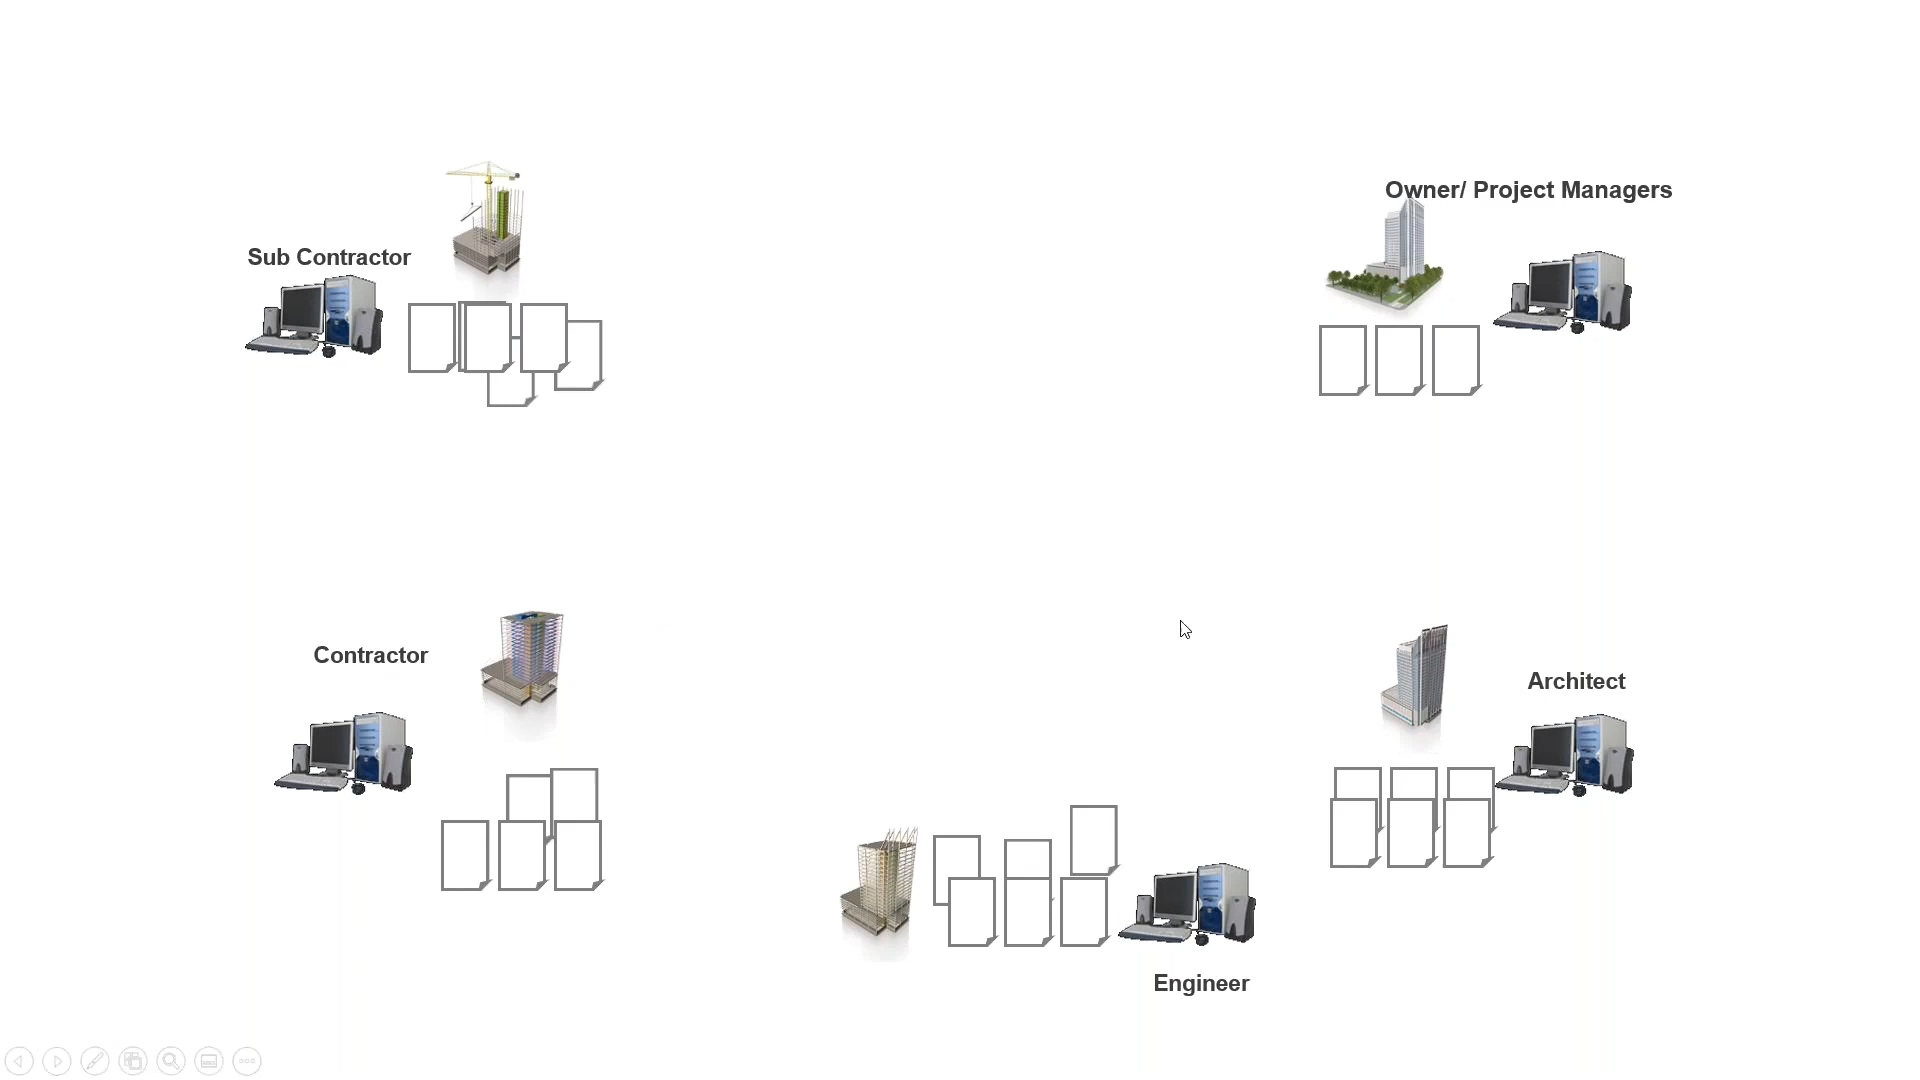 Owner/ Project Managers
Sub Contractor
Contractor
Architect
Engineer